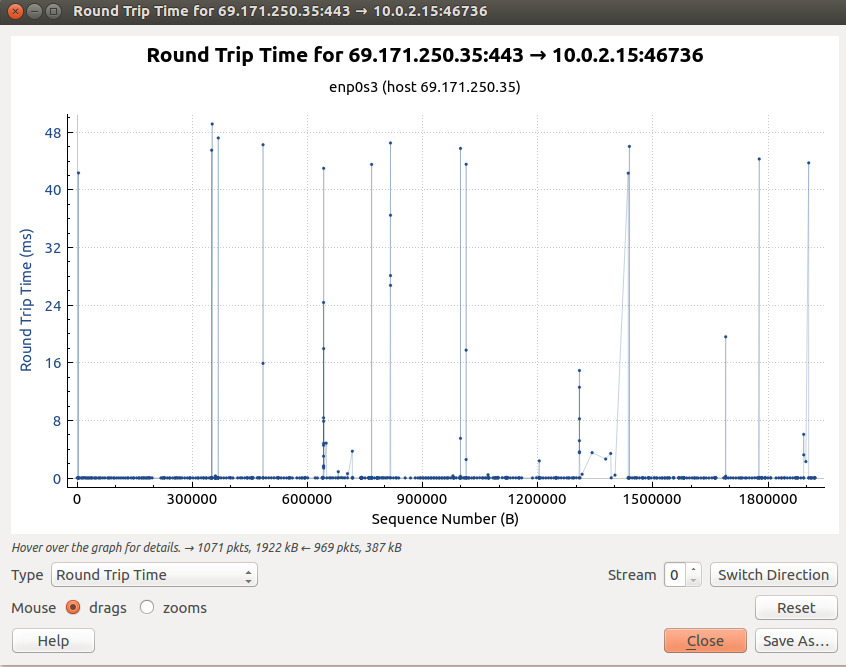 Round Trip Time for 69.171.250.35:443 → 10.0.2.15:46736
Round Trip Time for 69.171.250.35:443 → 10.0.2.15:46736
enp0s3 (host 69.171.250.35)
48
40
32
24
16
8
0
Round Trip Time (ms)
0 300000 600000 900000 1200000 1500000 1800000
Sequence Number (B)
Hover over the graph for details. → 1071 pkts, 1922 kB ← 969 pkts, 387 kB
Type Round Trip Time Stream 0 Switch Direction
Mouse drags zooms Reset
Help Close Save As...